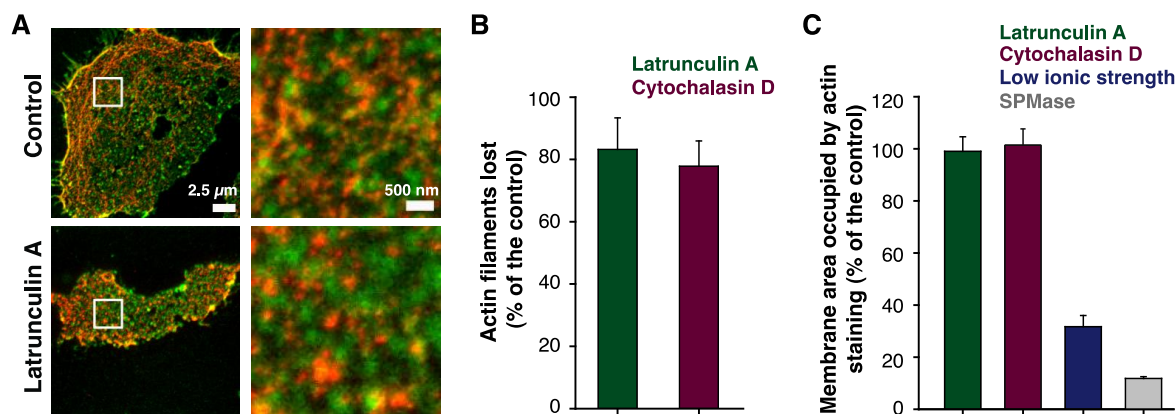 A
Control
2.5 µm
500 nm
Latrunculin A
B
Latrunculin A
Cytochalasin D
Actin filaments lost
(% of the control)
100
80
60
40
20
0
C
Latrunculin A
Cytochalasin D
Low ionic strength
SPMase
Membrane area occupied by actin
staining (% of the control)
120
100
80
60
40
20
0